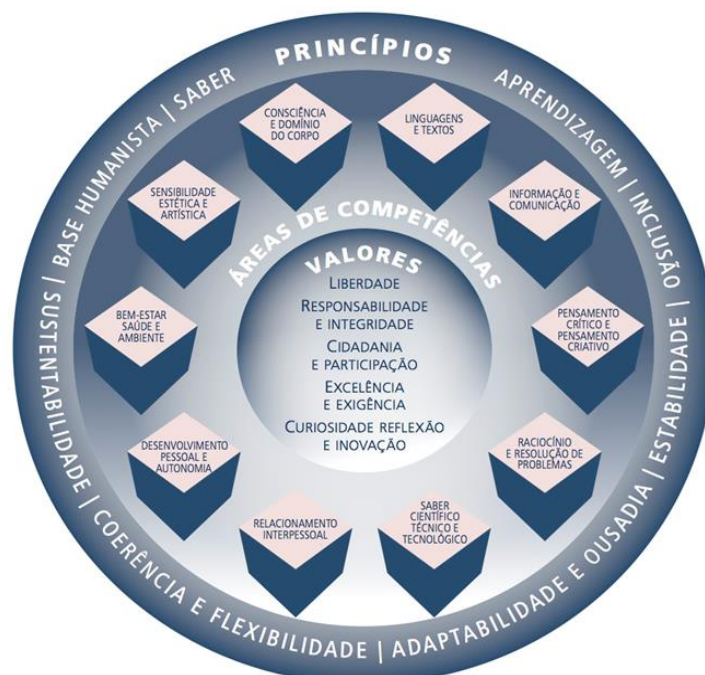 PRINCÍPIOS
SUSTENTABILIDADE | BASE HUMANISTA | SABER
APRENDIZAGEM | INCLUSÃO | ESTABILIDADE |
COERÊNCIA E FLEXIBILIDADE | ADAPTABILIDADE E OUSADIA |
ÁREAS DE COMPETÊNCIAS
CONSCIÊNCIA
E DOMÍNIO
DO CORPO
LINGUAGENS
E TEXTOS
INFORMAÇÃO E
COMUNICAÇÃO
PENSAMENTO
CRÍTICO E
PENSAMENTO
CRIATIVO
RACIOCÍNIO
E RESOLUÇÃO DE
PROBLEMAS
SABER
CIENTÍFICO
TÉCNICO E
TECNOLÓGICO
RELACIONAMENTO
INTERPESSOAL
DESENVOLVIMENTO
PESSOAL E
AUTONOMIA
BEM-ESTAR
SAÚDE E
AMBIENTE
SENSIBILIDADE
ESTÉTICA E
ARTÍSTICA
VALORES
LIBERDADE
RESPONSABILIDADE
E INTEGRIDADE
CIDADANIA
E PARTICIPAÇÃO
EXCELÊNCIA
E EXIGÊNCIA
CURIOSIDADE REFLEXÃO
E INOVAÇÃO